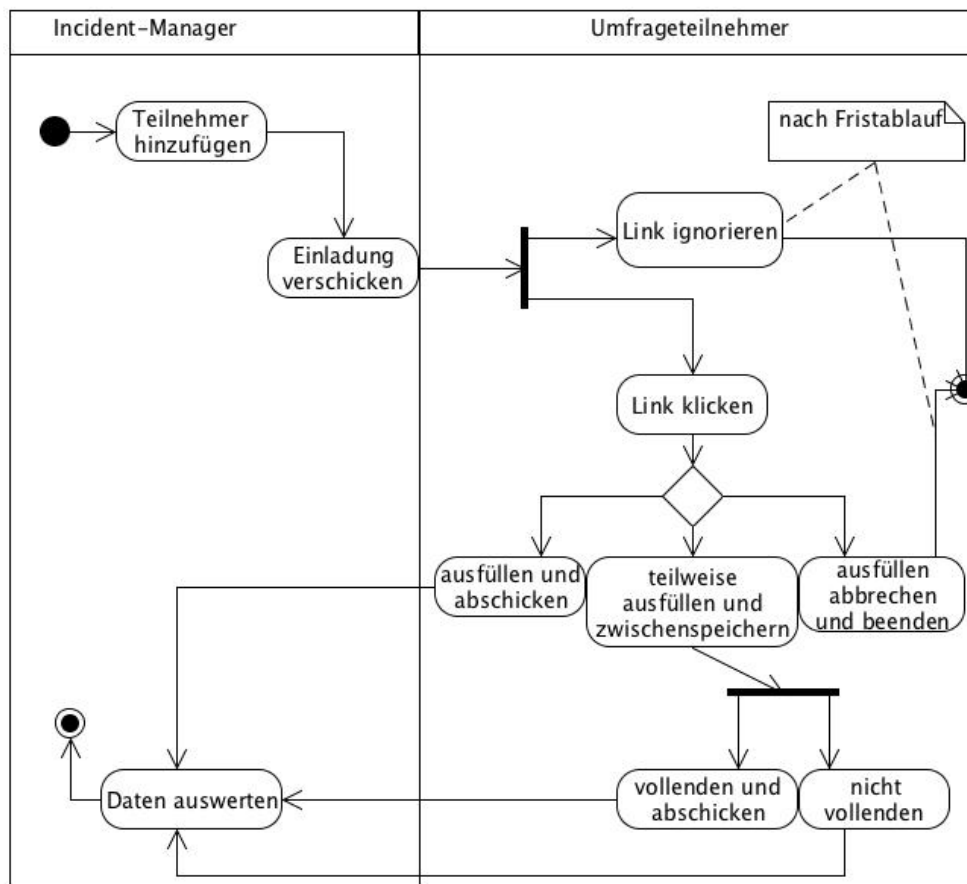 Incident-Manager
Umfrageteilnehmer
Teilnehmer
hinzufügen
nach Fristablauf
Einladung
verschicken
Link ignorieren
Link klicken
ausfüllen und
abschicken
teilweise
ausfüllen und
zwischenspeichern
ausfüllen
abbrechen
und beenden
Daten auswerten
vollenden und
abschicken
nicht
vollenden